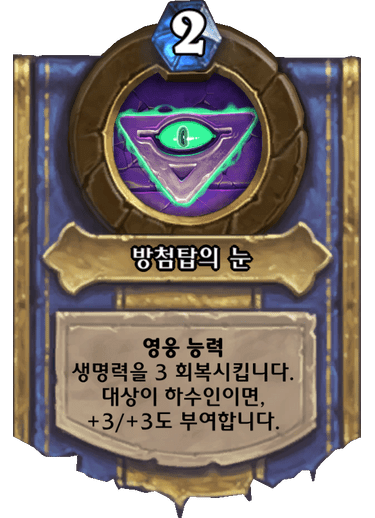 2
방첨탑의 눈
영웅 능력
생명력을 3 회복시킵니다.
대상이 하수인이면,
+3/+3도 부여합니다.